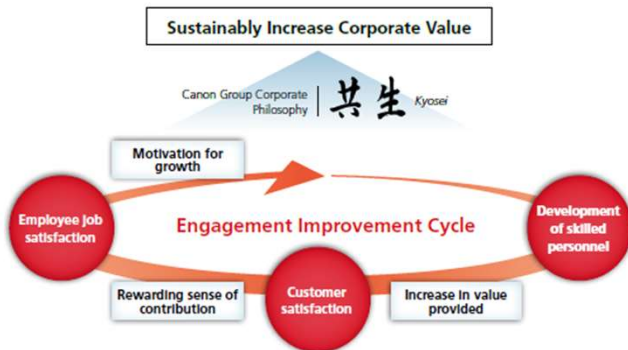 Sustainably Increase Corporate Value
Canon Group Corporate
Philosophy
共生
Kyosei
Motivation for
growth
Employee job
satisfaction
Engagement Improvement Cycle
Development
of skilled
personnel
Rewarding sense of
contribution
Customer
satisfaction
Increase in value
provided